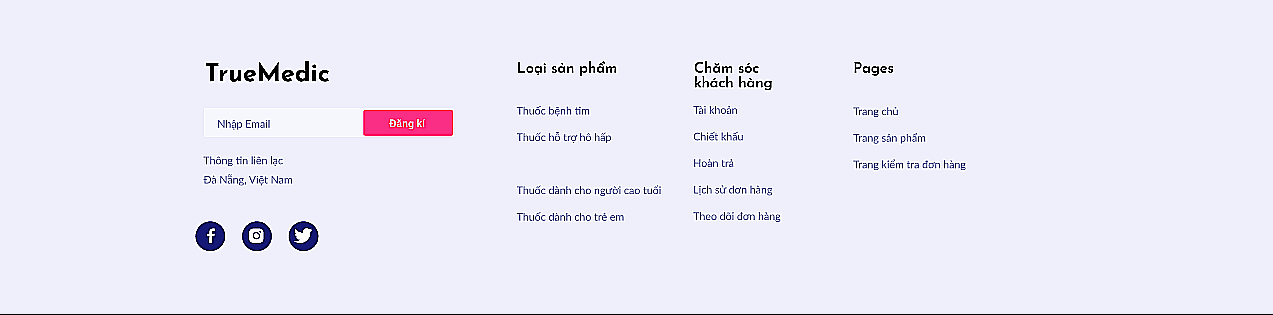 TrueMedic
Nhập Email
Đăng kí
Thông tin liên lạc
Đà Nẵng, Việt Nam
Loại sản phẩm
Thuốc bệnh tim
Thuốc hỗ trợ hô hấp
Thuốc dành cho người cao tuổi
Thuốc dành cho trẻ em
Chăm sóc
khách hàng
Tài khoản
Chiết khấu
Hoàn trả
Lịch sử đơn hàng
Theo dõi đơn hàng
Pages
Trang chủ
Trang sản phẩm
Trang kiểm tra đơn hàng